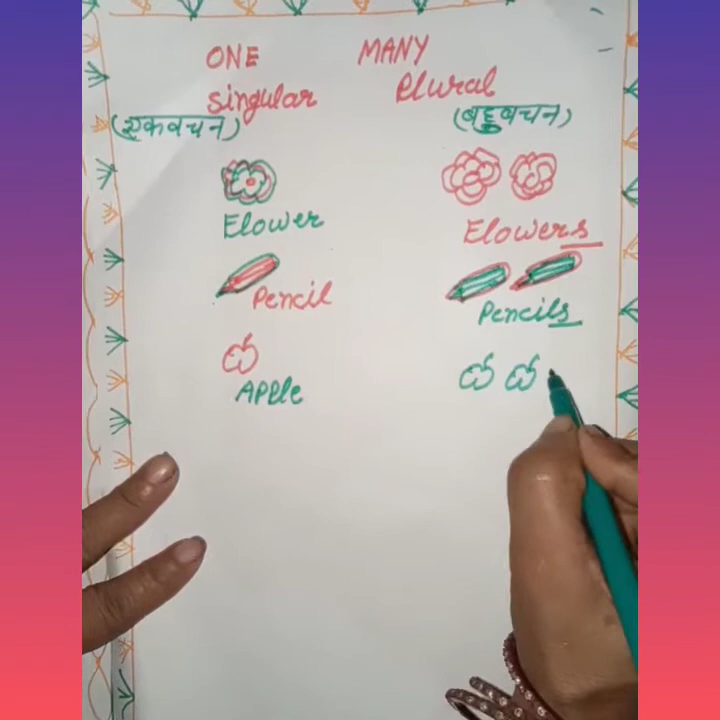 ONE MANY
Singular Plural
(एकवचन) (बहुवचन)
Flower Flowers
Pencil Pencils
Apple